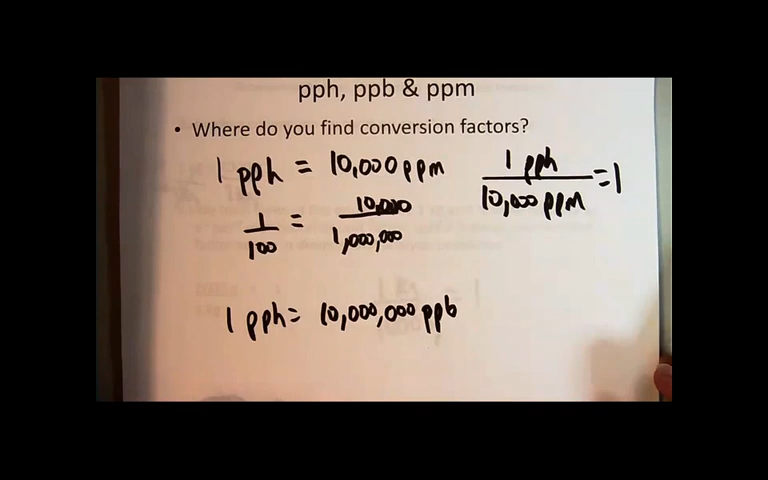 pph, ppb & ppm
• Where do you find conversion factors?
1 pph = 10,000 ppm
1 pph / 10,000 ppm = 1
1/100 = 10,000/1,000,000
1 pph = 10,000,000 ppb